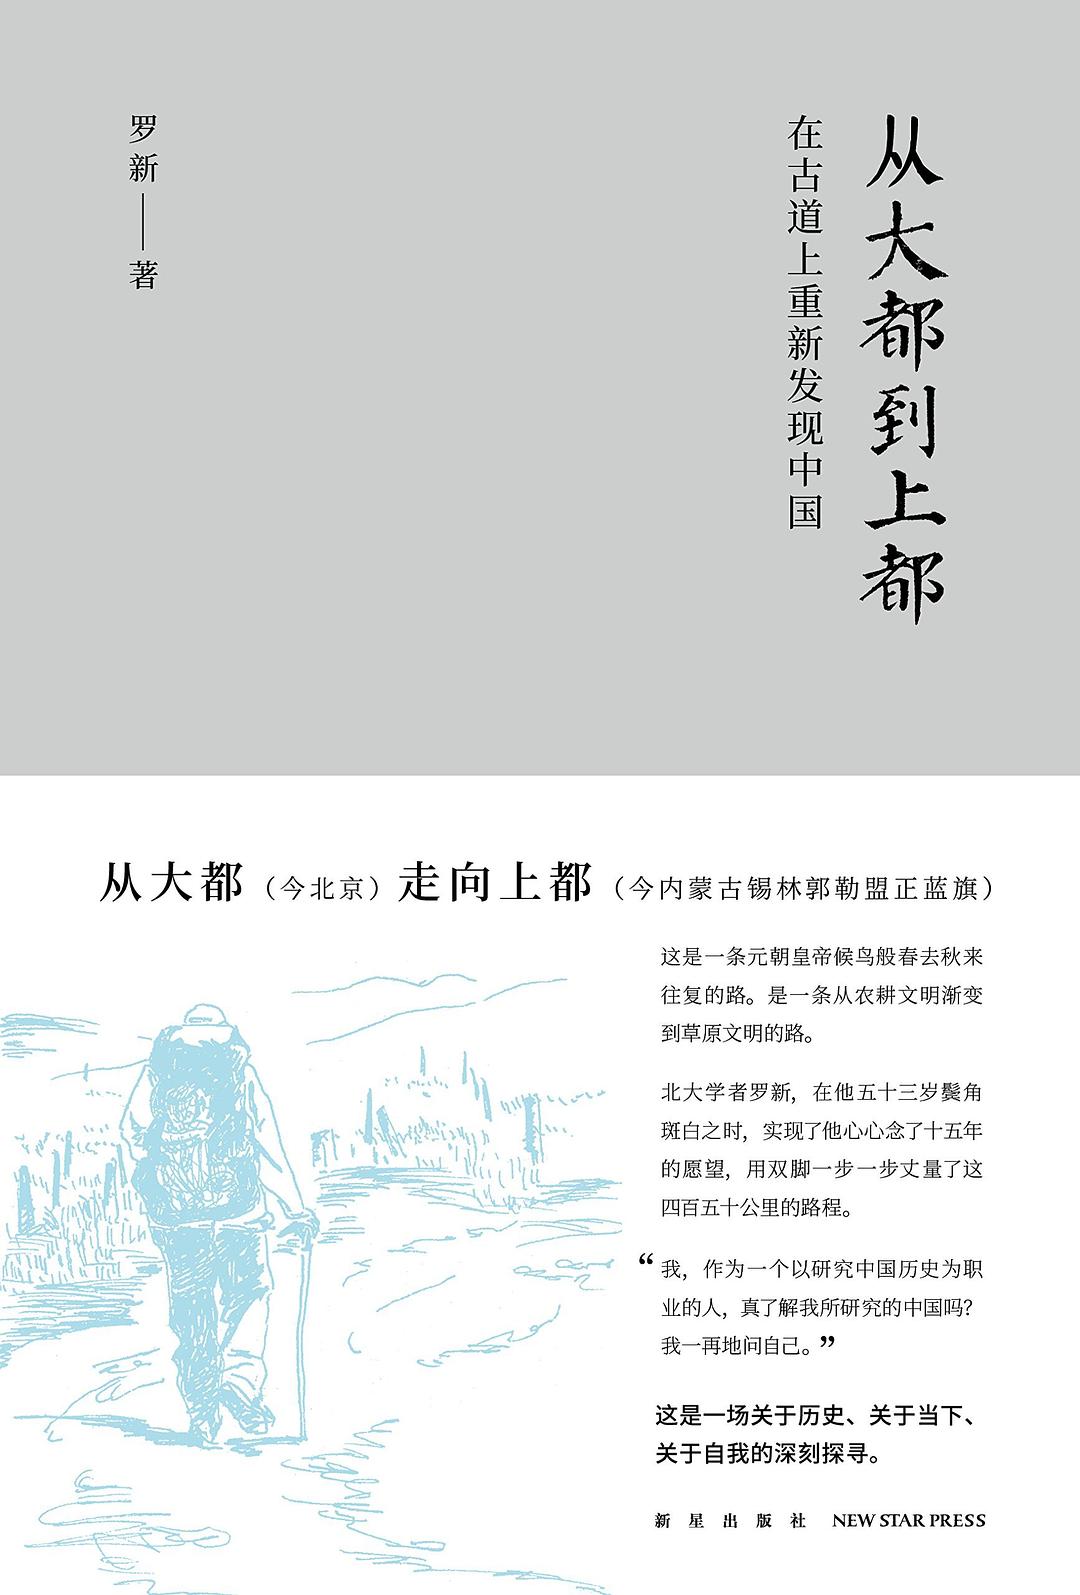 从大都到上都
在古道上重新发现中国
罗新——著
从大都（今北京）走向上都（今内蒙古锡林郭勒盟正蓝旗）
这是一条元朝皇帝候鸟般春去秋来
往复的路。是一条从农耕文明渐变
到草原文明的路。
北大学者罗新，在他五十三岁鬓角
斑白之时，实现了他心心念了十五年
的愿望，用双脚一步一步丈量了这
四百五十公里的路程。
“我，作为一个以研究中国历史为职
业的人，真了解我所研究的中国吗？
我一再地问自己。”
这是一场关于历史、关于当下、
关于自我的深刻探寻。
新星出版社 NEW STAR PRESS